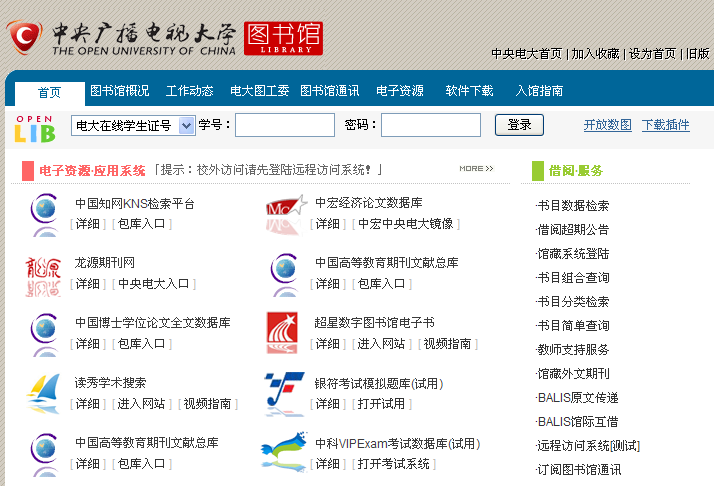 中央广播电视大学 图书馆
THE OPEN UNIVERSITY OF CHINA LIBRARY
中央电大首页 | 加入收藏 | 设为首页 | 旧版
首页 图书馆概况 工作动态 电大图工委 图书馆通讯 电子资源 软件下载 入馆指南
OPEN LIB 电大在线学生证号 学号： 密码： 登录 开放数图 下载插件
电子资源·应用系统 「提示：校外访问请先登陆远程访问系统！」 MORE >>
中国知网KNS检索平台
[ 详细 ] [ 包库入口 ]
中宏经济论文数据库
[ 详细 ] [ 中宏中央电大镜像 ]
龙源期刊网
[ 详细 ] [ 中央电大入口 ]
中国高等教育期刊文献总库
[ 详细 ] [ 包库入口 ]
中国博士学位论文全文数据库
[ 详细 ] [ 包库入口 ]
超星数字图书馆电子书
[ 详细 ] [ 进入网站 ] [ 视频指南 ]
读秀学术搜索
[ 详细 ] [ 进入网站 ] [ 视频指南 ]
银符考试模拟题库(试用)
[ 详细 ] [ 打开试用 ]
中国高等教育期刊文献总库
[ 详细 ] [ 包库入口 ]
中科VIPExam考试数据库(试用)
[ 详细 ] [ 打开考试系统 ]
借阅·服务
·书目数据检索
·借阅超期公告
·馆藏系统登陆
·书目组合查询
·书目分类检索
·书目简单查询
·教师支持服务
·馆藏外文期刊
·BALIS原文传递
·BALIS馆际互借
·远程访问系统[测试]
·订阅图书馆通讯